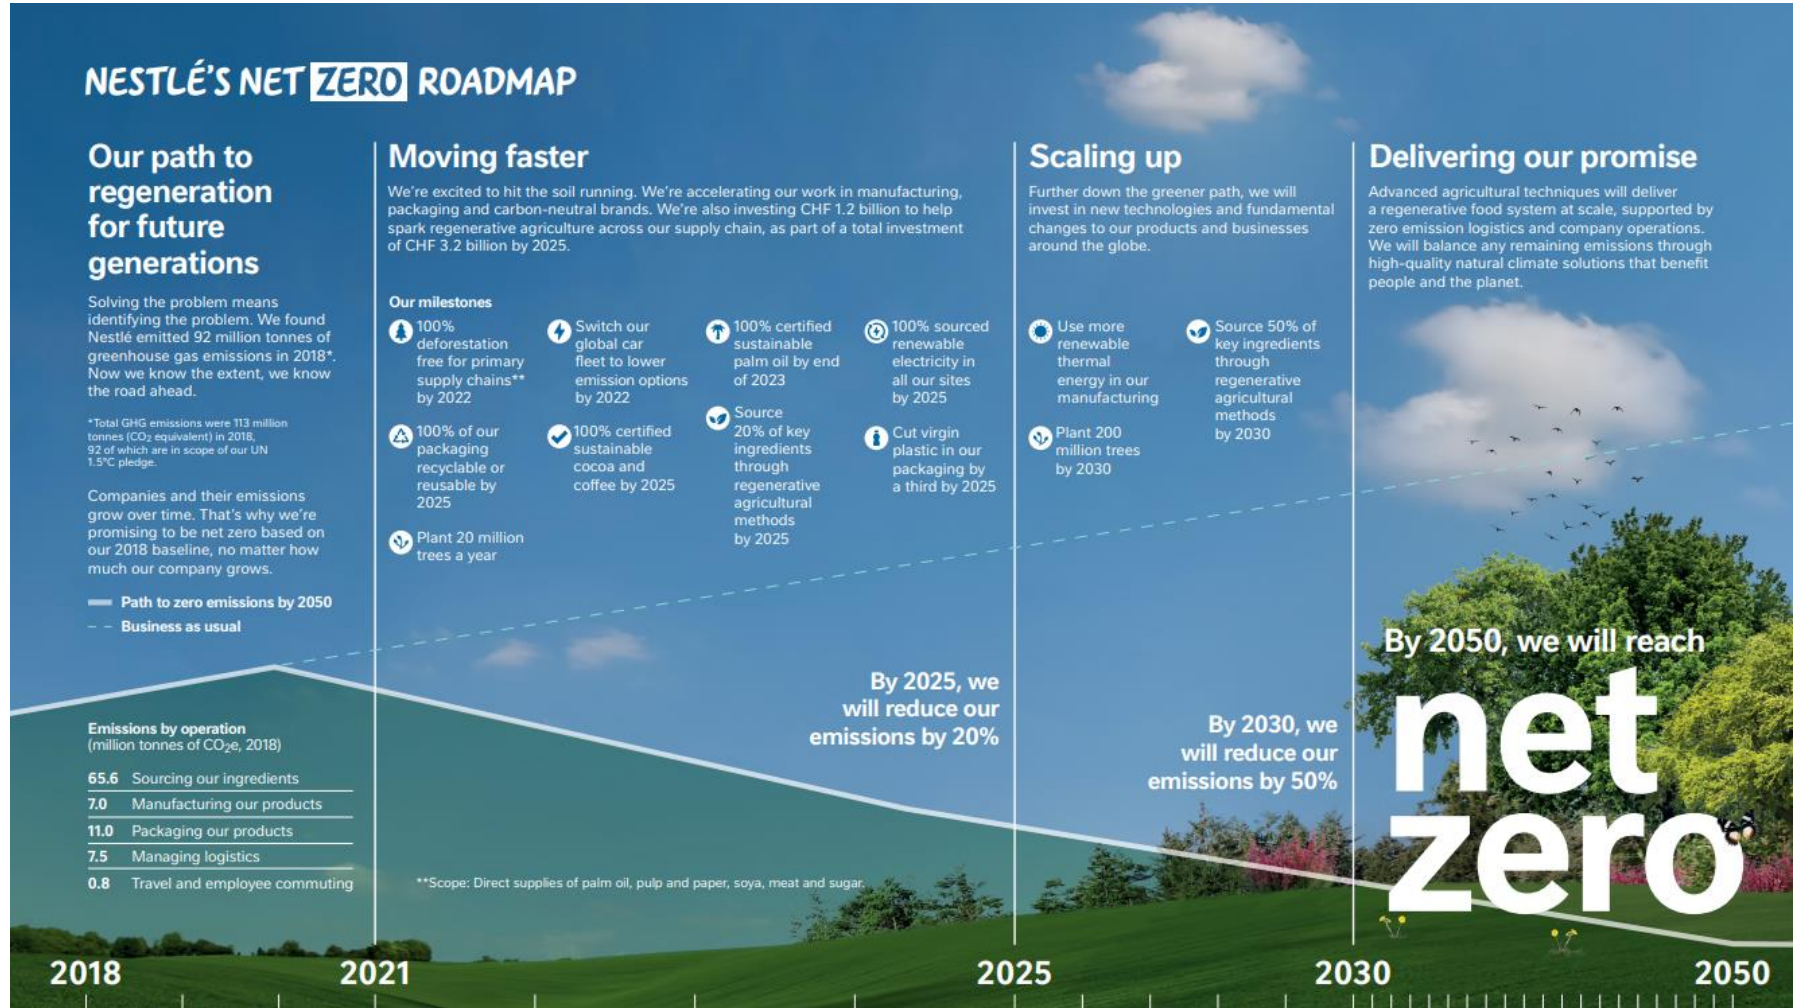 NESTLÉ'S NET ZERO ROADMAP
Our path to
regeneration
for future
generations
Solving the problem means
identifying the problem. We found
Nestlé emitted 92 million tonnes of
greenhouse gas emissions in 2018*.
Now we know the extent, we know
the road ahead.
*Total GHG emissions were 113 million
tonnes (CO2 equivalent) in 2018,
92 of which are in scope of our UN
1.5°C pledge.
Companies and their emissions
grow over time. That's why we're
promising to be net zero based on
our 2018 baseline, no matter how
much our company grows.
Path to zero emissions by 2050
Business as usual
Emissions by operation
(million tonnes of CO2e, 2018)
65.6 Sourcing our ingredients
7.0 Manufacturing our products
11.0 Packaging our products
7.5 Managing logistics
0.8 Travel and employee commuting
Moving faster
We're excited to hit the soil running. We're accelerating our work in manufacturing,
packaging and carbon-neutral brands. We're also investing CHF 1.2 billion to help
spark regenerative agriculture across our supply chain, as part of a total investment
of CHF 3.2 billion by 2025.
Our milestones
100%
deforestation
free for primary
supply chains**
by 2022
100% of our
packaging
recyclable or
reusable by
2025
Plant 20 million
trees a year
Switch our
global car
fleet to lower
emission options
by 2022
100% certified
sustainable
cocoa and
coffee by 2025
100% certified
sustainable
palm oil by end
of 2023
Source
20% of key
ingredients
through
regenerative
agricultural
methods
by 2025
100% sourced
renewable
electricity in
all our sites
by 2025
Cut virgin
plastic in our
packaging by
a third by 2025
By 2025, we
will reduce our
emissions by 20%
**Scope: Direct supplies of palm oil, pulp and paper, soya, meat and sugar.
Scaling up
Further down the greener path, we will
invest in new technologies and fundamental
changes to our products and businesses
around the globe.
Use more
renewable
thermal
energy in our
manufacturing
Plant 200
million trees
by 2030
Source 50% of
key ingredients
through
regenerative
agricultural
methods
by 2030
By 2030, we
will reduce our
emissions by 50%
Delivering our promise
Advanced agricultural techniques will deliver
a regenerative food system at scale, supported by
zero emission logistics and company operations.
We will balance any remaining emissions through
high-quality natural climate solutions that benefit
people and the planet.
By 2050, we will reach
net
zero
2018 2021 2025 2030 2050